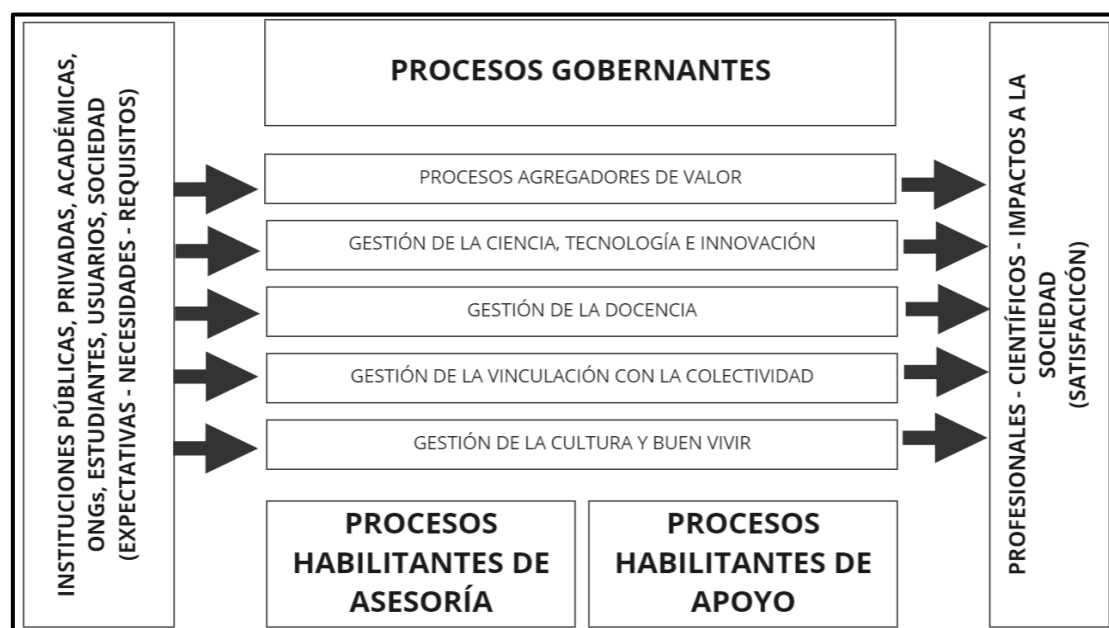 INSTITUCIONES PÚBLICAS, PRIVADAS, ACADÉMICAS,
ONGs, ESTUDIANTES, USUARIOS, SOCIEDAD
(EXPECTATIVAS - NECESIDADES - REQUISITOS)
PROCESOS GOBERNANTES
PROCESOS AGREGADORES DE VALOR
GESTIÓN DE LA CIENCIA, TECNOLOGÍA E INNOVACIÓN
GESTIÓN DE LA DOCENCIA
GESTIÓN DE LA VINCULACIÓN CON LA COLECTIVIDAD
GESTIÓN DE LA CULTURA Y BUEN VIVIR
PROCESOS
HABILITANTES DE
ASESORÍA
PROCESOS
HABILITANTES DE
APOYO
PROFESIONALES - CIENTÍFICOS - IMPACTOS A LA
SOCIEDAD
(SATISFACICÓN)